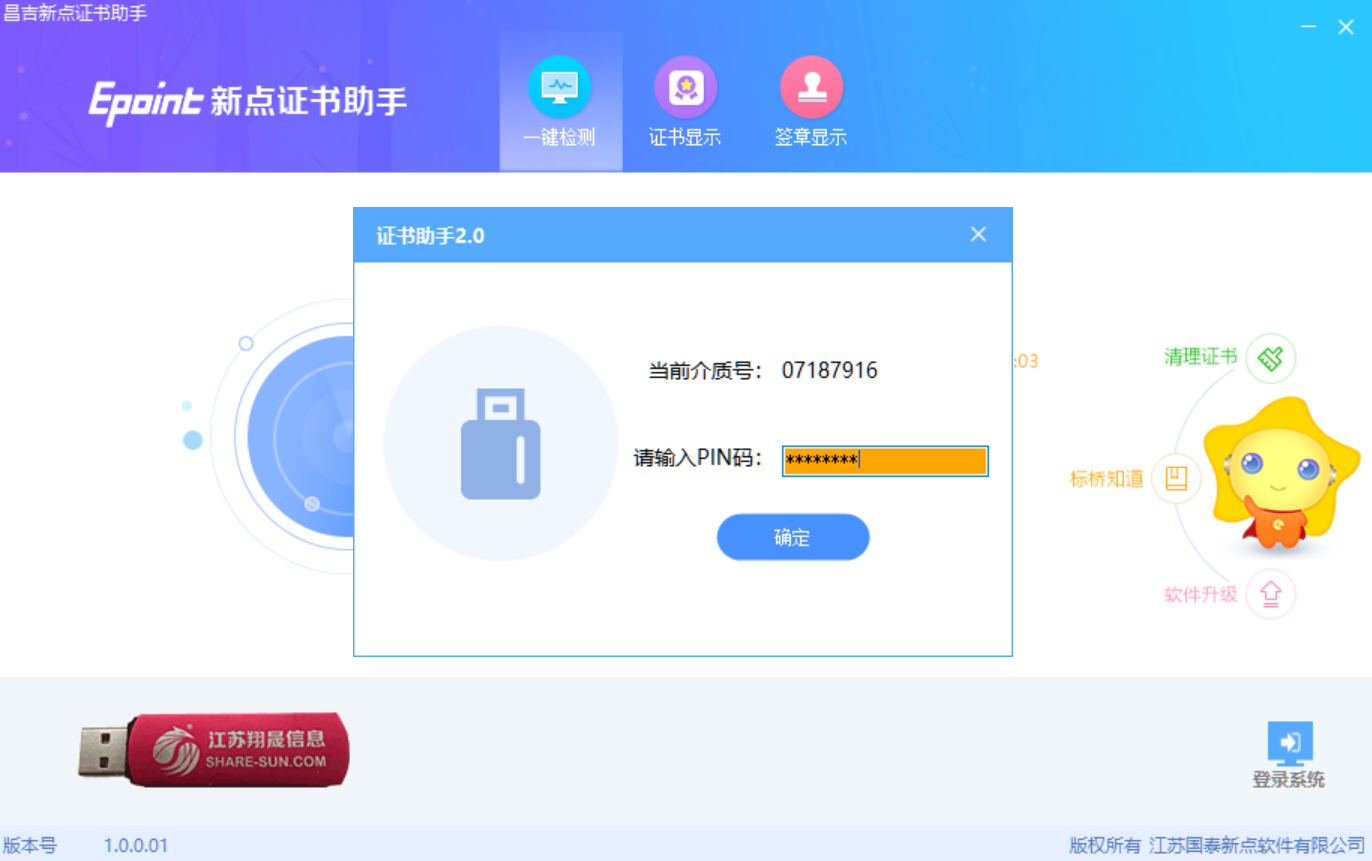 昌吉新点证书助手
Epoint 新点证书助手
一键检测
证书显示
签章显示
证书助手2.0
当前介质号： 07187916
:03
清理证书
请输入PIN码： ********
标桥知道
确定
软件升级
江苏翔晟信息
SHARE-SUN.COM
登录系统
版本号 1.0.0.01
版权所有 江苏国泰新点软件有限公司